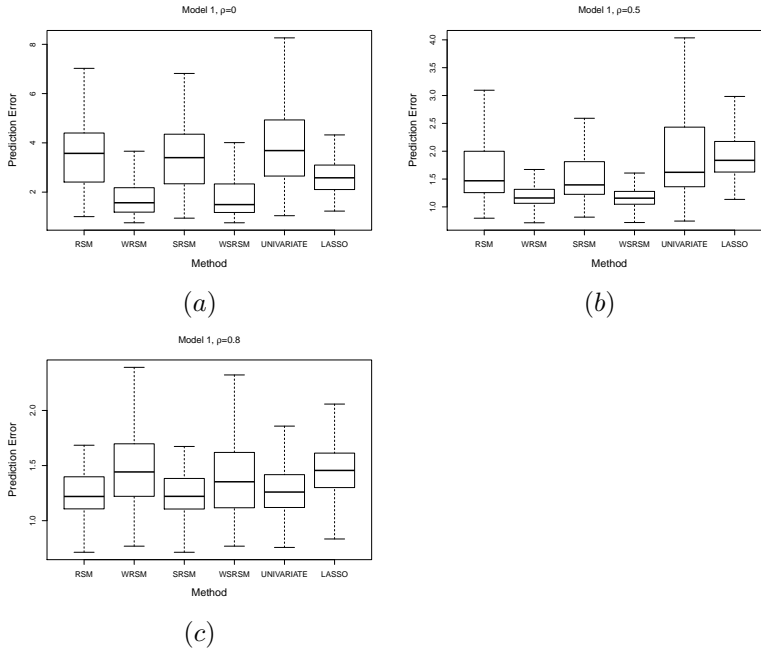 Model 1, ρ=0
8
6
4
2
Prediction Error
RSM WRSM SRSM WSRSM UNIVARIATE LASSO
Method
(a)
Model 1, ρ=0.5
4.0
3.5
3.0
2.5
2.0
1.5
1.0
Prediction Error
RSM WRSM SRSM WSRSM UNIVARIATE LASSO
Method
(b)
Model 1, ρ=0.8
2.0
1.5
1.0
Prediction Error
RSM WRSM SRSM WSRSM UNIVARIATE LASSO
Method
(c)